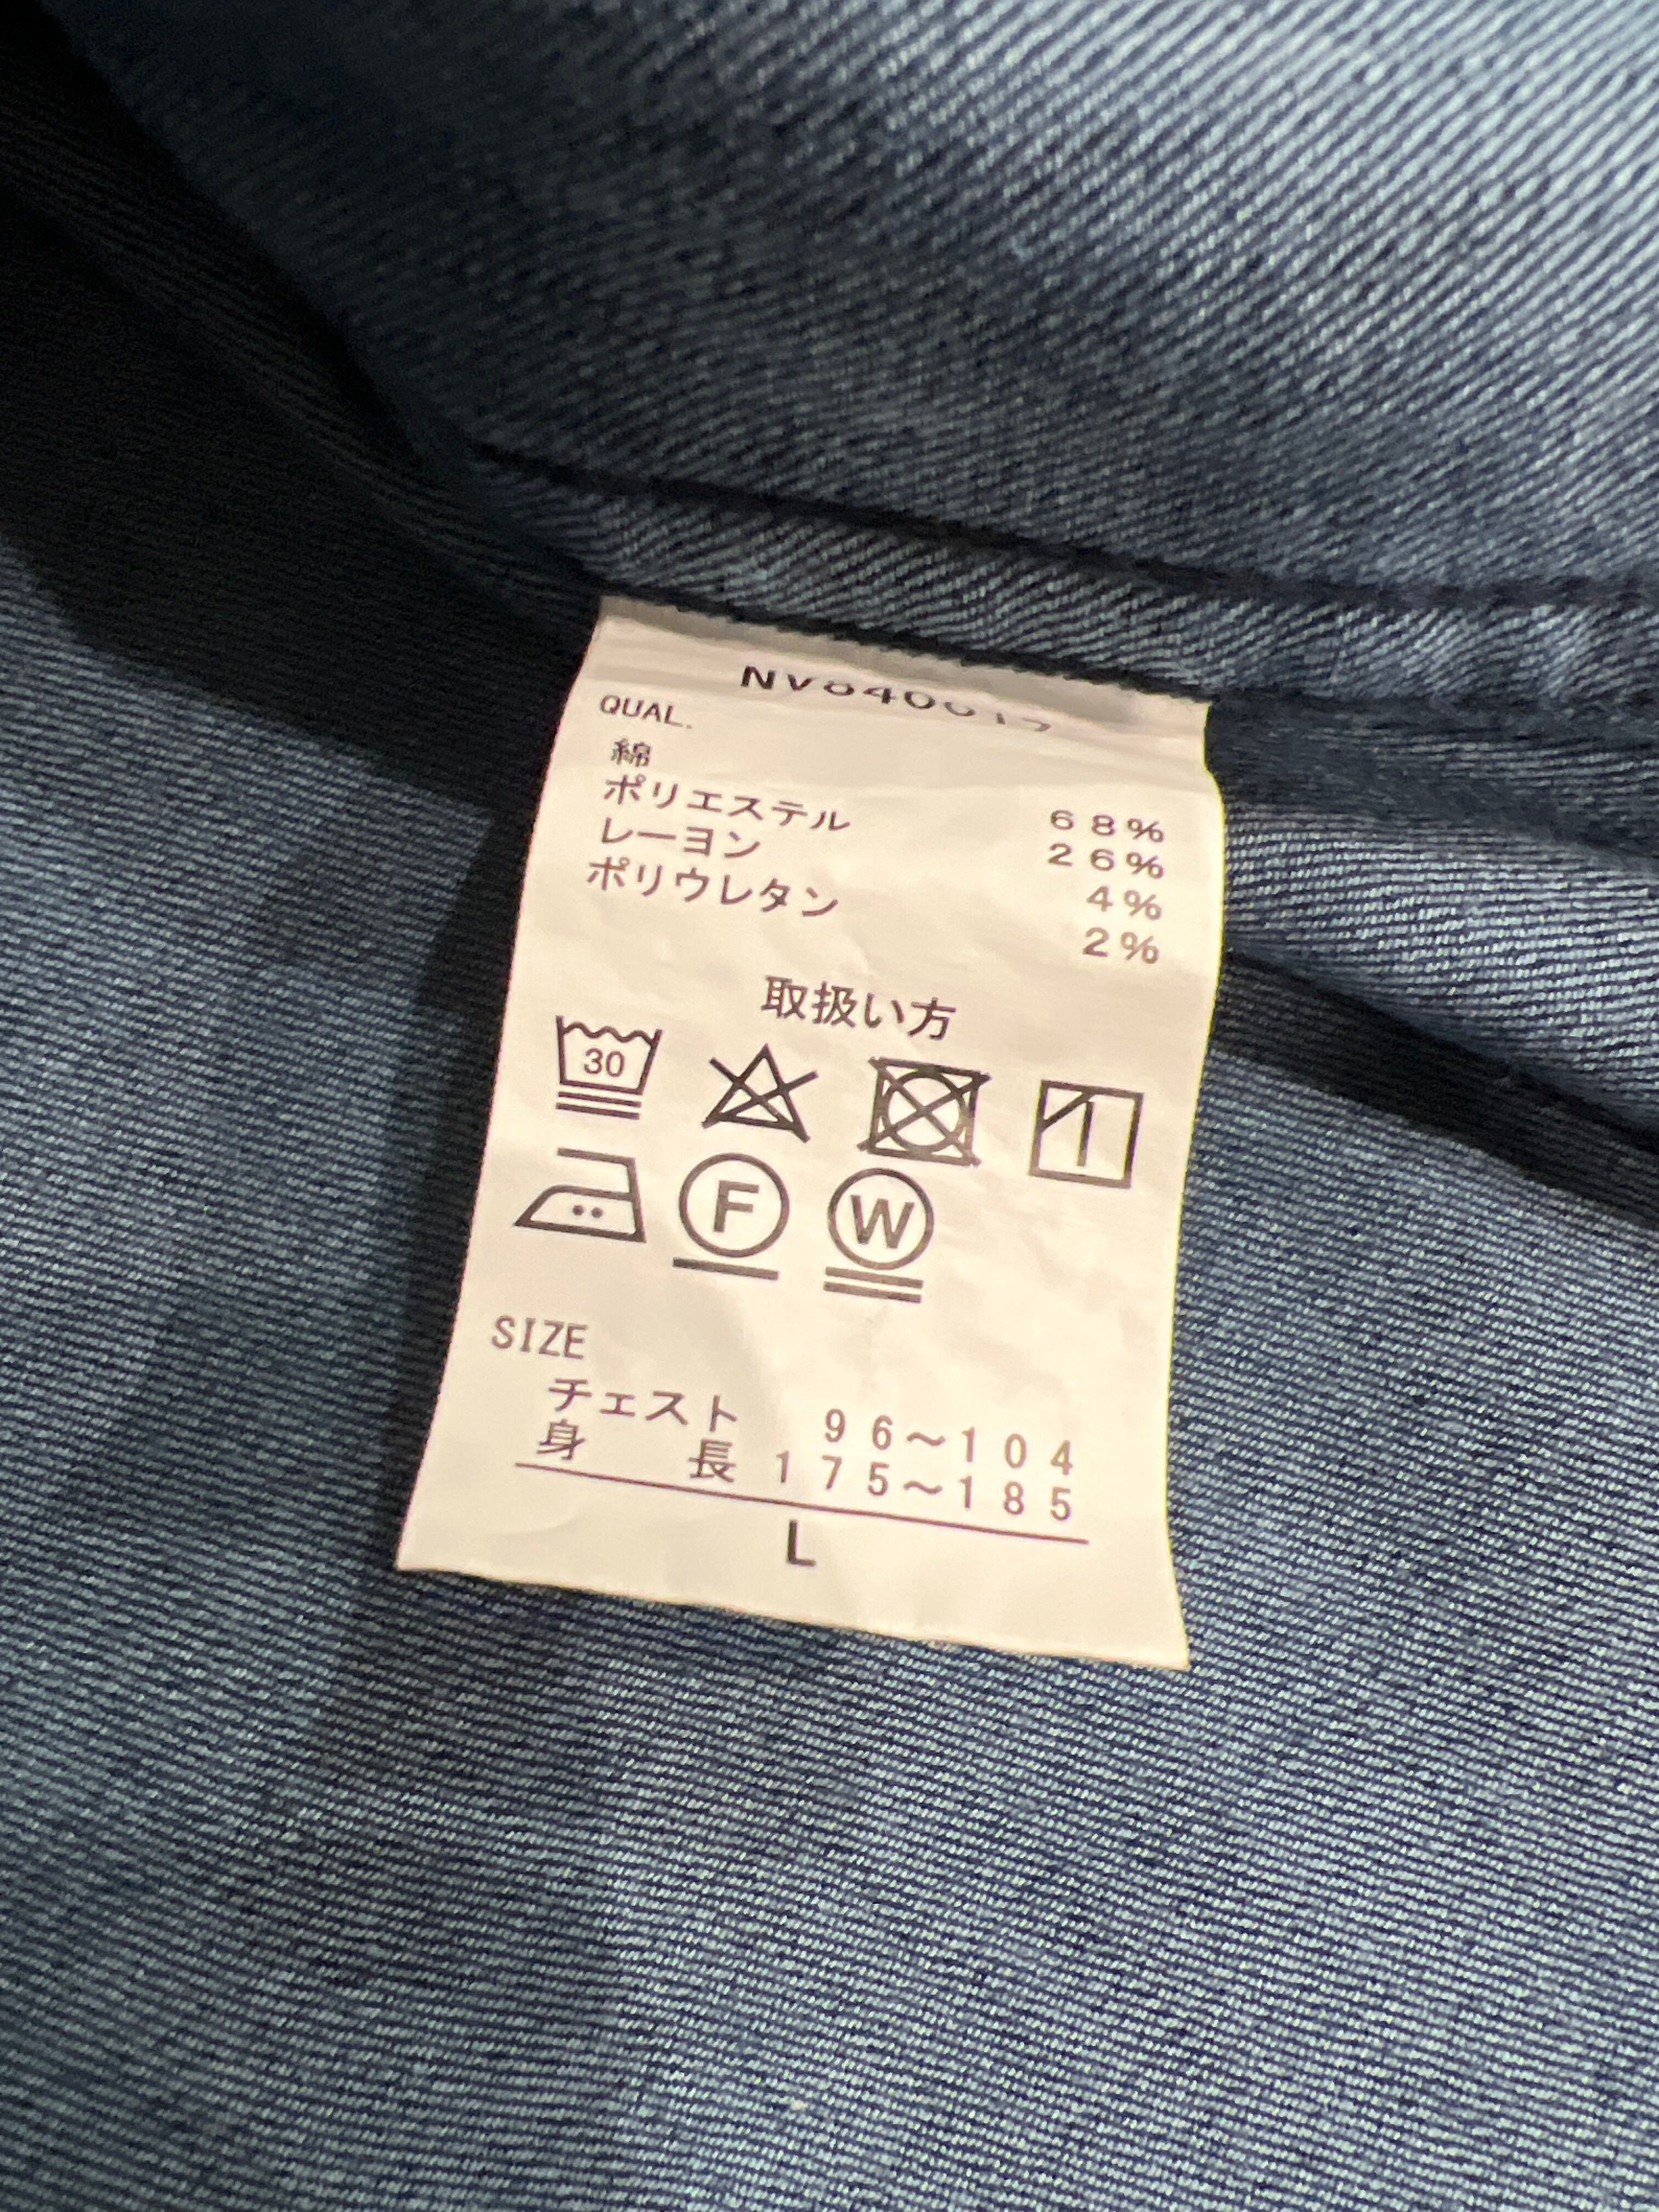 QUAL.
綿 68%
ポリエステル 26%
レーヨン 4%
ポリウレタン 2%
取扱い方
30
F W
SIZE
チェスト 96～104
身長 175～185
L